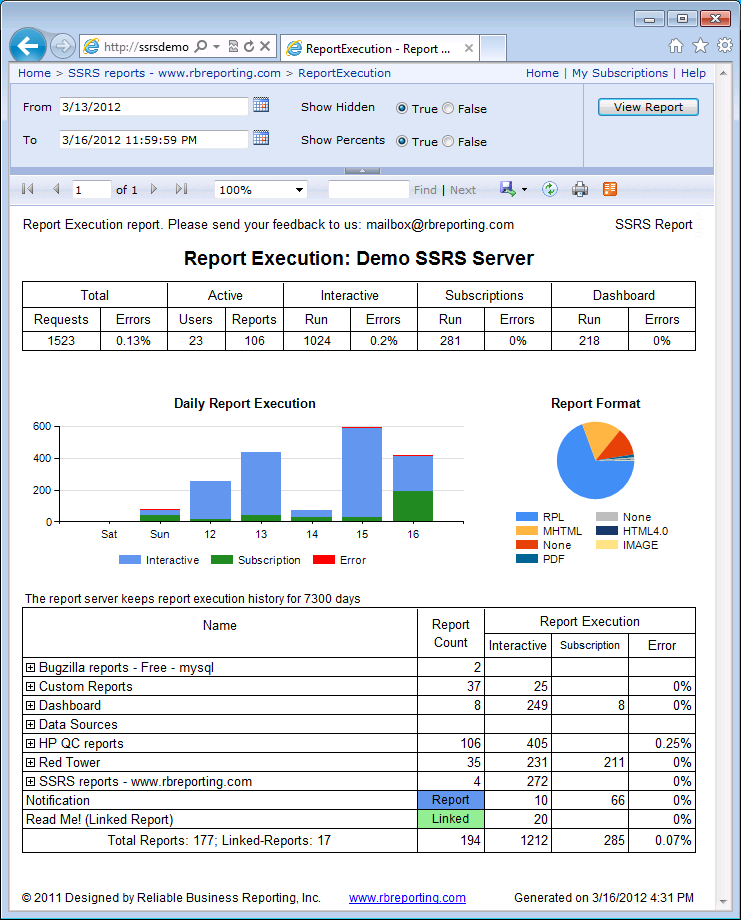 http://ssrsdemo
ReportExecution - Report ...
Home > SSRS reports - www.rbreporting.com > ReportExecution
Home | My Subscriptions | Help
From 3/13/2012 Show Hidden True False View Report
To 3/16/2012 11:59:59 PM Show Percents True False
1 of 1 100% Find | Next
Report Execution report. Please send your feedback to us: mailbox@rbreporting.com SSRS Report
Report Execution: Demo SSRS Server
Total Active Interactive Subscriptions Dashboard
Requests Errors Users Reports Run Errors Run Errors Run Errors
1523 0.13% 23 106 1024 0.2% 281 0% 218 0%
Daily Report Execution
600
400
200
0
Sat Sun 12 13 14 15 16
Interactive Subscription Error
Report Format
RPL None
MHTML HTML4.0
None IMAGE
PDF
The report server keeps report execution history for 7300 days
Name Report Count Report Execution
Interactive Subscription Error
Bugzilla reports - Free - mysql 2
Custom Reports 37 25 0%
Dashboard 8 249 8 0%
Data Sources
HP QC reports 106 405 0.25%
Red Tower 35 231 211 0%
SSRS reports - www.rbreporting.com 4 272 0%
Notification Report 10 66 0%
Read Me! (Linked Report) Linked 20 0%
Total Reports: 177; Linked-Reports: 17 194 1212 285 0.07%
© 2011 Designed by Reliable Business Reporting, Inc. www.rbreporting.com Generated on 3/16/2012 4:31 PM